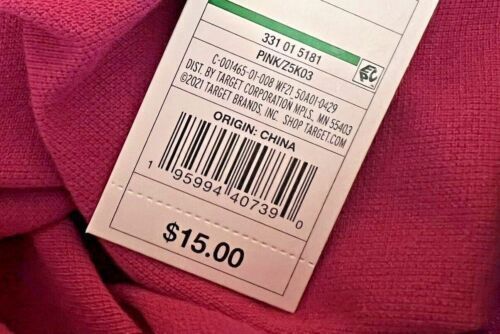 331 01 5181
PINK/Z5K03
C-001465-01-008 WF21 50A01-0429
DIST. BY TARGET CORPORATION MPLS., MN 55403
©2021 TARGET BRANDS, INC. SHOP TARGET.COM
ORIGIN: CHINA
1 95994 40739 0
$15.00